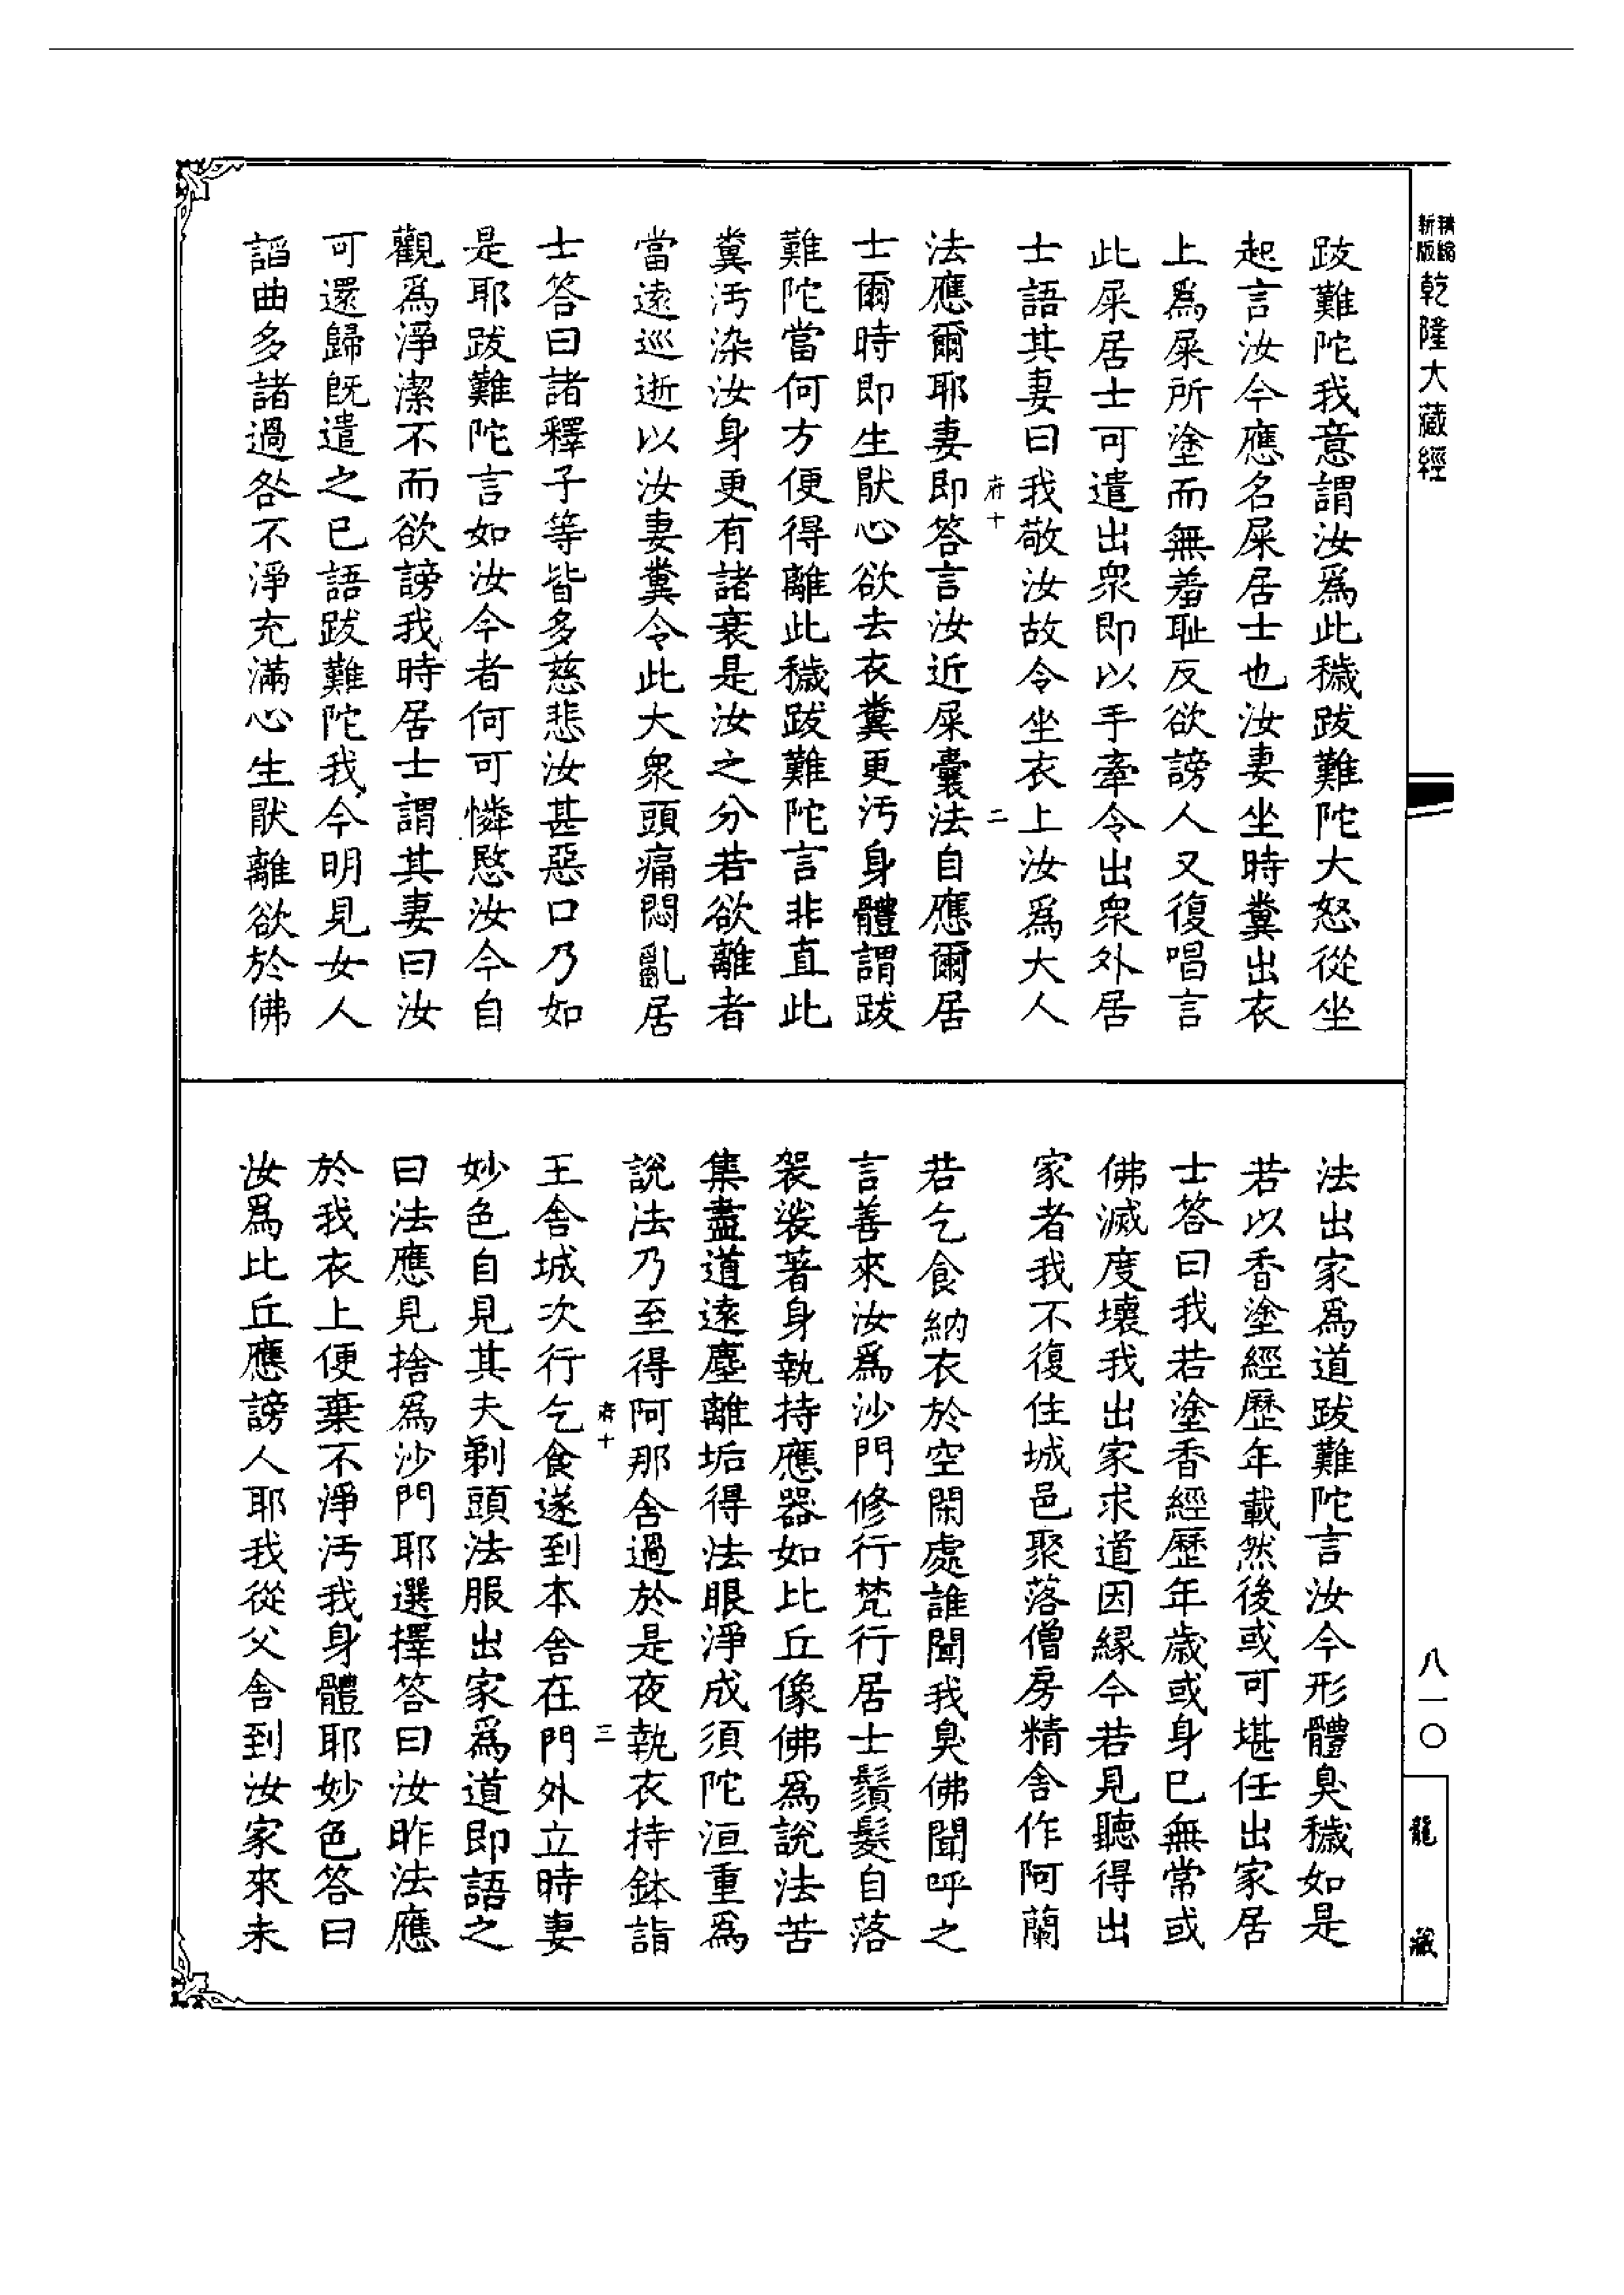 新版
精縮
乾隆大藏經
八一〇
龍藏
跋難陀我意謂汝爲此穢跋難陀大怒從坐
起言汝今應名屎居士也汝妻坐時糞出衣
上爲屎所塗而無羞耻反欲謗人又復唱言
此屎居士可遣出衆即以手牽令出衆外居
士語其妻曰我敬汝故令坐衣上汝爲大人
府十
二
法應爾耶妻即答言汝近屎囊法自應爾居
士爾時即生猒心欲去衣糞更汚身體謂跋
難陀當何方便得離此穢跋難陀言非直此
糞汚染汝身更有諸衰是汝之分若欲離者
當遠巡逝以汝妻糞令此大衆頭痛悶亂居
士答曰諸釋子等皆多慈悲汝甚惡口乃如
是耶跋難陀言如汝今者何可憐愍汝今自
觀爲淨潔不而欲謗我時居士謂其妻曰汝
可還歸旣遣之已語跋難陀我今明見女人
謟曲多諸過咎不淨充滿心生猒離欲於佛
法出家爲道跋難陀言汝今形體臭穢如是
若以香塗經歷年載然後或可堪任出家居
士答曰我若塗香經歷年歲或身已無常或
佛滅度壞我出家求道因緣今若見聽得出
家者我不復住城邑聚落僧房精舍作阿蘭
若乞食納衣於空閑處誰聞我臭佛聞呼之
言善來汝爲沙門修行梵行居士鬚髮自落
袈裟著身執持應器如比丘像佛爲說法苦
集盡道遠塵離垢得法眼淨成須陀洹重爲
說法乃至得阿那含過於是夜執衣持鉢詣
府十
三
王舍城次行乞食遂到本舍在門外立時妻
妙色自見其夫剃頭法服出家爲道即語之
曰法應見捨爲沙門耶選擇答曰汝昨法應
於我衣上便棄不淨汚我身體耶妙色答曰
汝爲比丘應謗人耶我從父舍到汝家來未